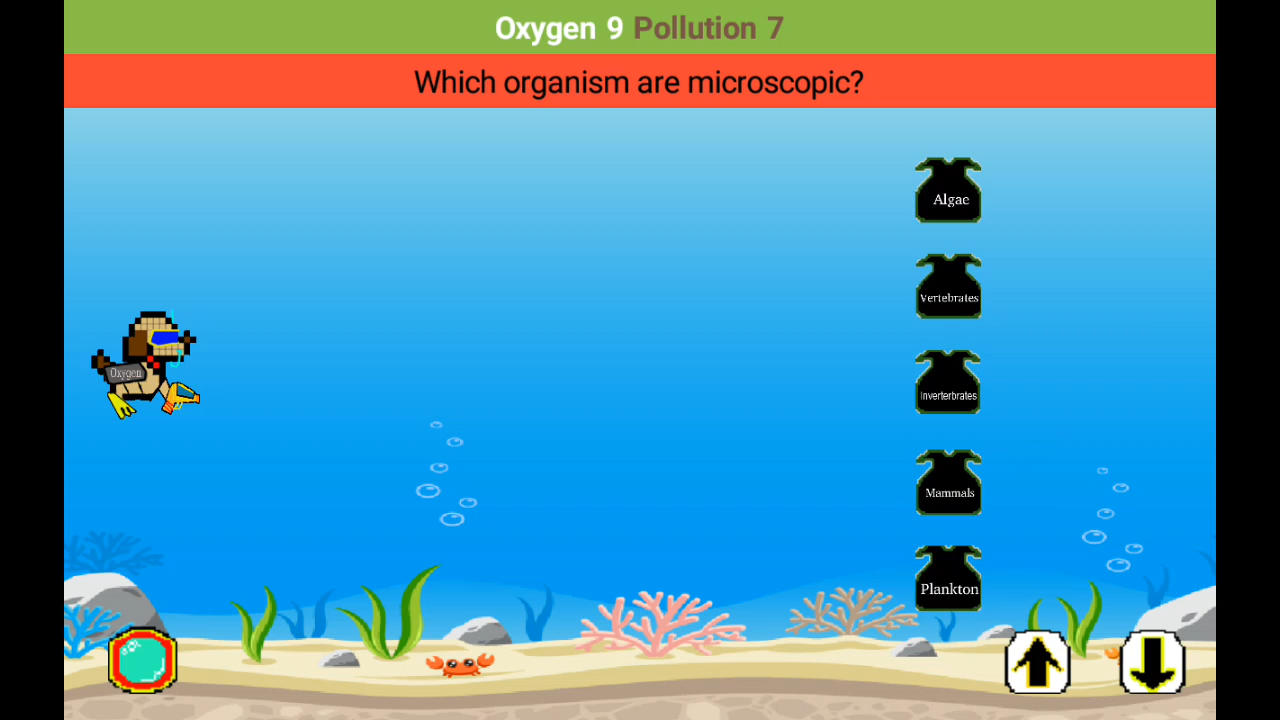 Oxygen 9 Pollution 7
Which organism are microscopic?
Algae
Vertebrates
Oxygen
Inverterbrates
Mammals
Plankton